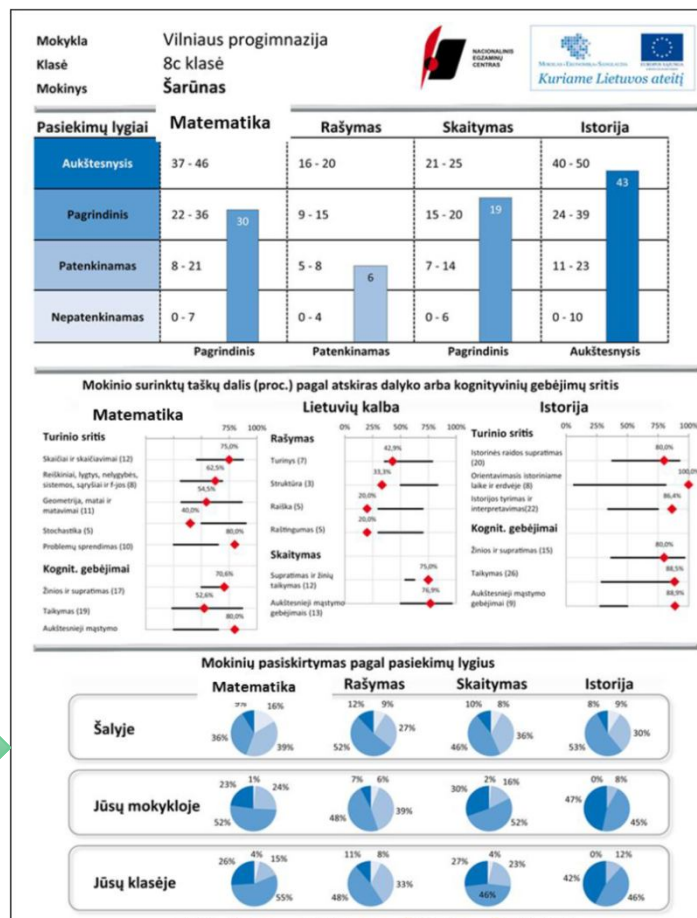 Mokykla Vilniaus progimnazija
Klasė 8c klasė
Mokinys Šarūnas
NACIONALINIS
EGZAMINŲ
CENTRAS
Kuriame Lietuvos ateitį
Pasiekimų lygiai Matematika Rašymas Skaitymas Istorija
Aukštesnysis 37 - 46 16 - 20 21 - 25 40 - 50
43
Pagrindinis 22 - 36 30 9 - 15 15 - 20 19 24 - 39
Patenkinamas 8 - 21 5 - 8 6 7 - 14 11 - 23
Nepatenkinamas 0 - 7 0 - 4 0 - 6 0 - 10
Pagrindinis Patenkinamas Pagrindinis Aukštesnysis
Mokinio surinktų taškų dalis (proc.) pagal atskiras dalyko arba kognityvinių gebėjimų sritis
Matematika
75% 100%
Turinio sritis
75,0%
Skaičiai ir skaičiavimai (12)
62,5%
Reiškiniai, lygtys, nelygybės,
sistemos, sąryšiai ir f-jos (8)
54,5%
Geometrija, matai ir
matavimai (11)
40,0%
Stochastika (5)
80,0%
Problemų sprendimas (10)
Kognit. gebėjimai
70,6%
Žinios ir supratimas (17)
52,6%
Taikymas (19)
80,0%
Aukštesnieji mąstymo
Lietuvių kalba
0% 25% 50% 75% 100%
Rašymas
42,9%
Turinys (7)
33,3%
Struktūra (3)
20,0%
Raiška (5)
20,0%
Raštingumas (5)
Skaitymas
75,0%
Supratimas ir žinių
taikymas (12)
76,9%
Aukštesnieji mąstymo
gebėjimais (13)
Istorija
0% 25% 50% 75% 100%
Turinio sritis
80,0%
Istorinės raidos supratimas
(20)
100,0%
Orientavimasis istoriniame
laike ir erdvėje (8)
86,4%
Istorijos tyrimas ir
interpretavimas(22)
Kognit. gebėjimai
80,0%
Žinios ir supratimas (15)
88,5%
Taikymas (26)
88,9%
Aukštesnieji mąstymo
gebėjimai (9)
Mokinių pasiskirtymas pagal pasiekimų lygius
Matematika Rašymas Skaitymas Istorija
Šalyje
16% 12% 9% 10% 8% 8% 9%
36% 39% 52% 27% 46% 36% 53% 30%
Jūsų mokykloje
23% 1% 24% 7% 6% 30% 2% 16% 0% 8%
52% 48% 39% 52% 47% 45%
Jūsų klasėje
26% 4% 15% 11% 8% 27% 4% 23% 0% 12%
55% 48% 33% 46% 42% 46%